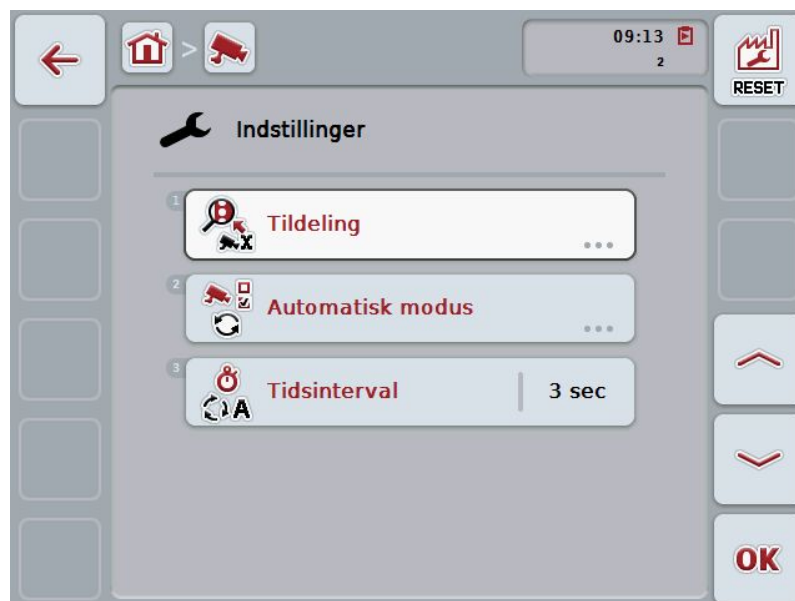 09:13
2
RESET
Indstillinger
1
Tildeling
2
Automatisk modus
3
Tidsinterval
3 sec
A
X
OK